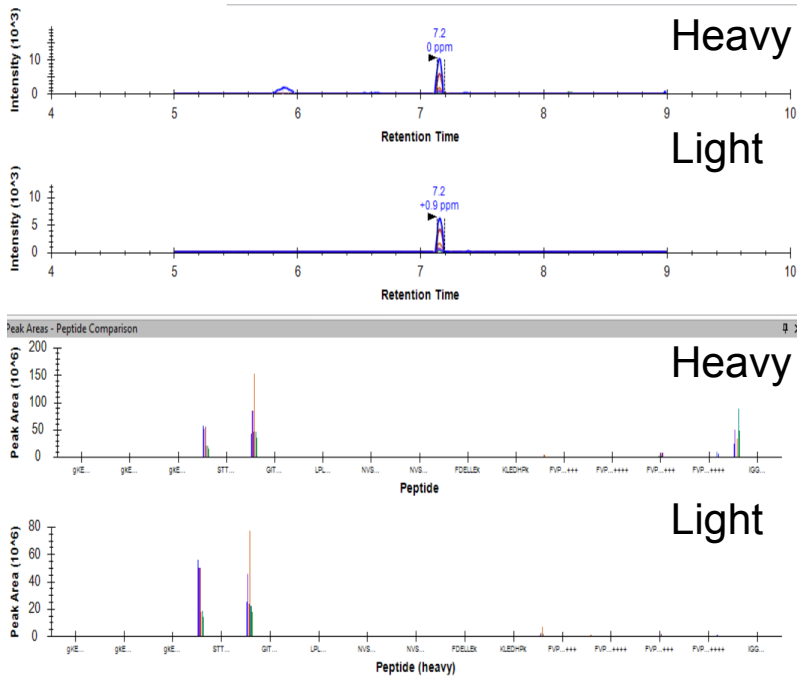 Heavy
7.2
0 ppm
Intensity (10^3)
10
0
4 5 6 7 8 9 10
Retention Time
Light
7.2
+0.9 ppm
Intensity (10^3)
10
5
0
4 5 6 7 8 9 10
Retention Time
Peak Areas - Peptide Comparison
Heavy
Peak Area (10^6)
200
150
100
50
0
gKE... gkE... gkE... STT... GIT... LPL... NVS... NVS... FDELLEk KLEDHPk FVP...+++ FVP...++++ FVP...+++ FVP...++++ IGG...
Peptide
Light
Peak Area (10^6)
80
60
40
20
0
gKE... gkE... gkE... STT... GIT... LPL... NVS... NVS... FDELLEk KLEDHPk FVP...+++ FVP...++++ FVP...+++ FVP...++++ IGG...
Peptide (heavy)